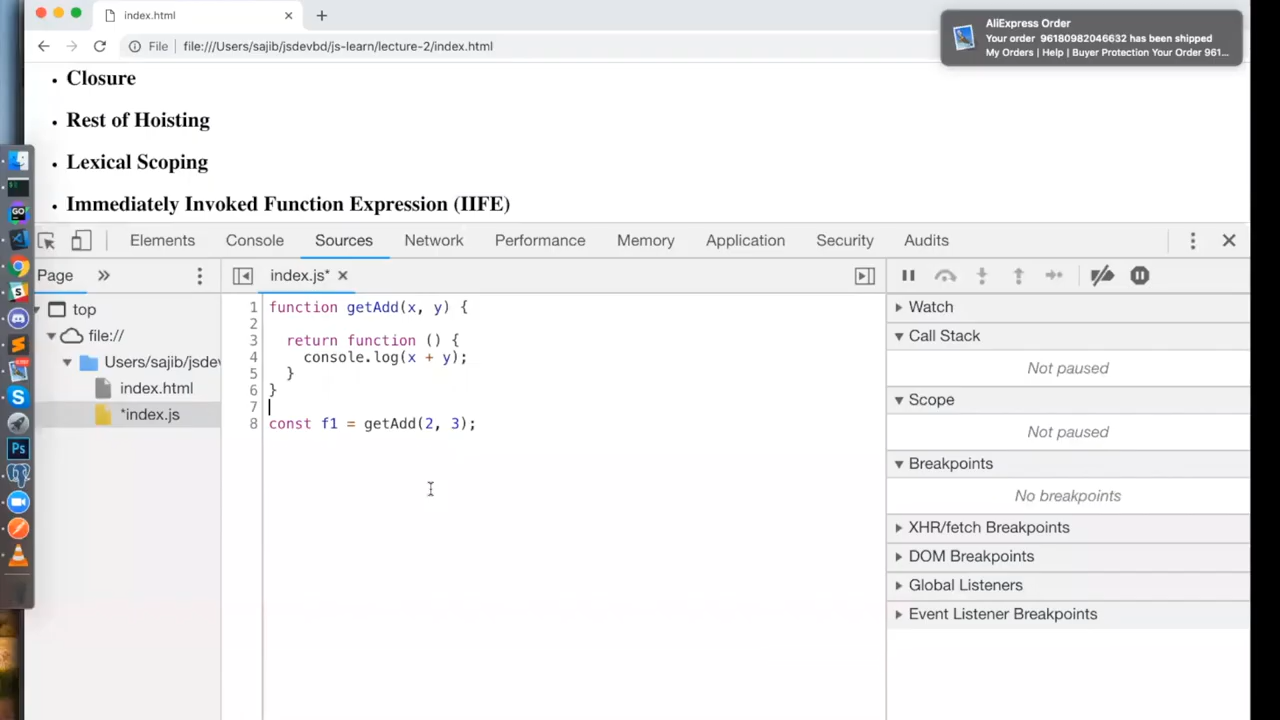 index.html
File file:///Users/sajib/jsdevbd/js-learn/lecture-2/index.html
AliExpress Order
Your order 96180982046632 has been shipped
My Orders | Help | Buyer Protection Your Order 961...
• Closure
• Rest of Hoisting
• Lexical Scoping
• Immediately Invoked Function Expression (IIFE)
Elements Console Sources Network Performance Memory Application Security Audits
Page
index.js*
top
file://
Users/sajib/jsdev
index.html
*index.js
1 function getAdd(x, y) {
2
3 return function () {
4 console.log(x + y);
5 }
6 }
7
8 const f1 = getAdd(2, 3);
Watch
Call Stack
Not paused
Scope
Not paused
Breakpoints
No breakpoints
XHR/fetch Breakpoints
DOM Breakpoints
Global Listeners
Event Listener Breakpoints
GO
S
Ps